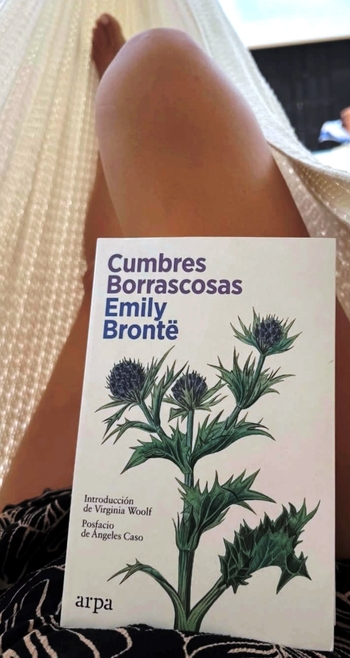 Cumbres
Borrascosas
Emily
Brontë
Introducción
de Virginia Woolf
Posfacio
de Ángeles Caso
arpa